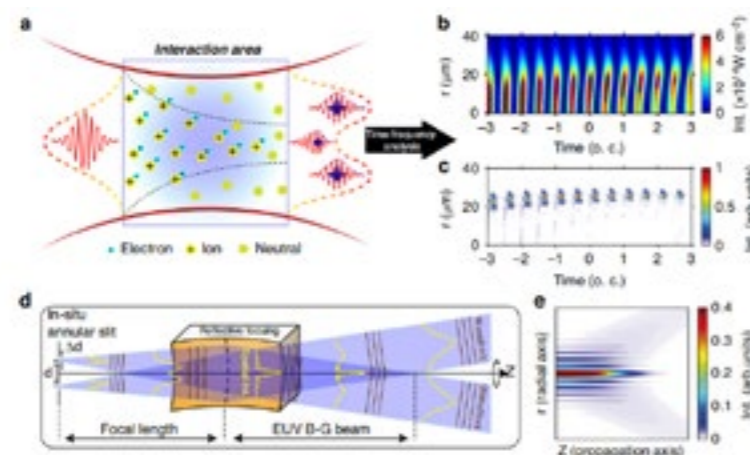 a
Interaction area
Electron Ion Neutral
Time-frequency
analysis
b
40
20
0
r (μm)
-3 -2 -1 0 1 2 3
Time (o. c.)
6
4
2
0
c
40
20
0
r (μm)
-3 -2 -1 0 1 2 3
Time (o. c.)
1
0.5
0
d
In-situ
annular slit
Δd
focusing
Z
Focal length
EUV B-G beam
e
r (radial axis)
Z (propagation axis)
0.4
0.3
0.2
0.1
0